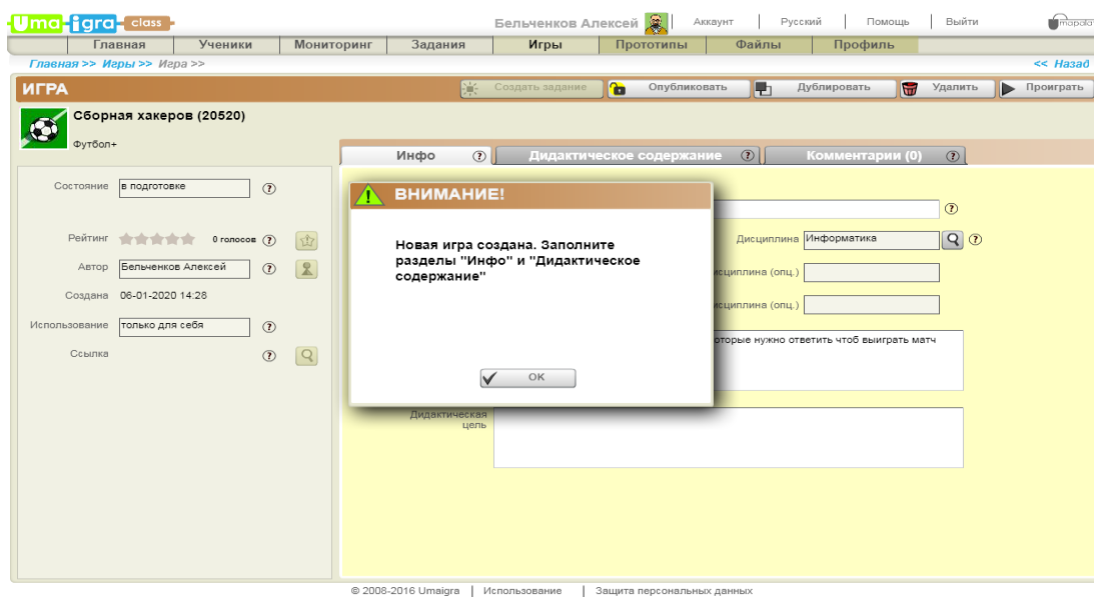 Uma-igra class
Бельченков Алексей Аккаунт Русский Помощь Выйти
Главная Ученики Мониторинг Задания Игры Прототипы Файлы Профиль
Главная >> Игры >> Игра >> << Назад
ИГРА Создать задание Опубликовать Дублировать Удалить Проиграть
Сборная хакеров (20520)
Футбол+
Инфо ? Дидактическое содержание ? Комментарии (0) ?
Состояние в подготовке ?
Рейтинг 0 голосов ?
Автор Бельченков Алексей ?
Создана 06-01-2020 14:28
Использование только для себя ?
Ссылка ?
ВНИМАНИЕ!
Новая игра создана. Заполните
разделы "Инфо" и "Дидактическое
содержание"
OK
?
Дисциплина Информатика ?
исциплина (опц.)
исциплина (опц.)
оторые нужно ответить чтоб выиграть матч
Дидактическая
цель
© 2008-2016 Umaigra | Использование | Защита персональных данных